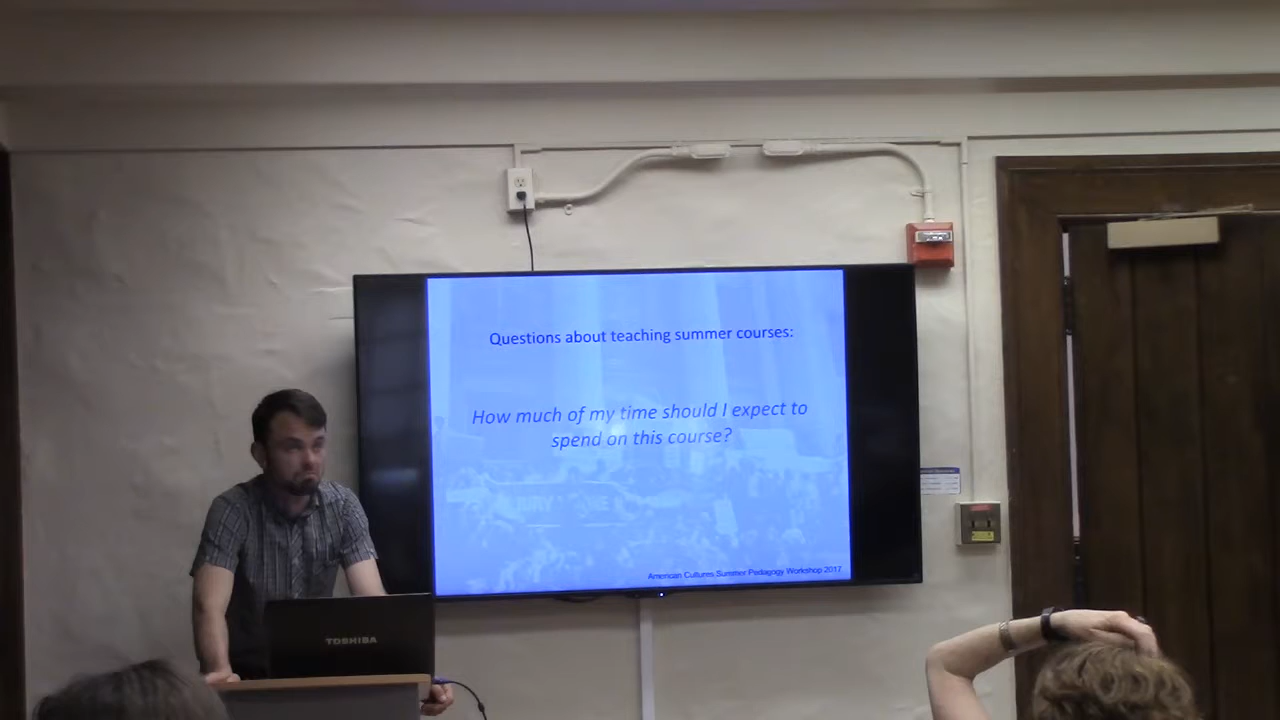 Questions about teaching summer courses:
How much of my time should I expect to
spend on this course?
American Cultures Summer Pedagogy Workshop 2017
TOSHIBA